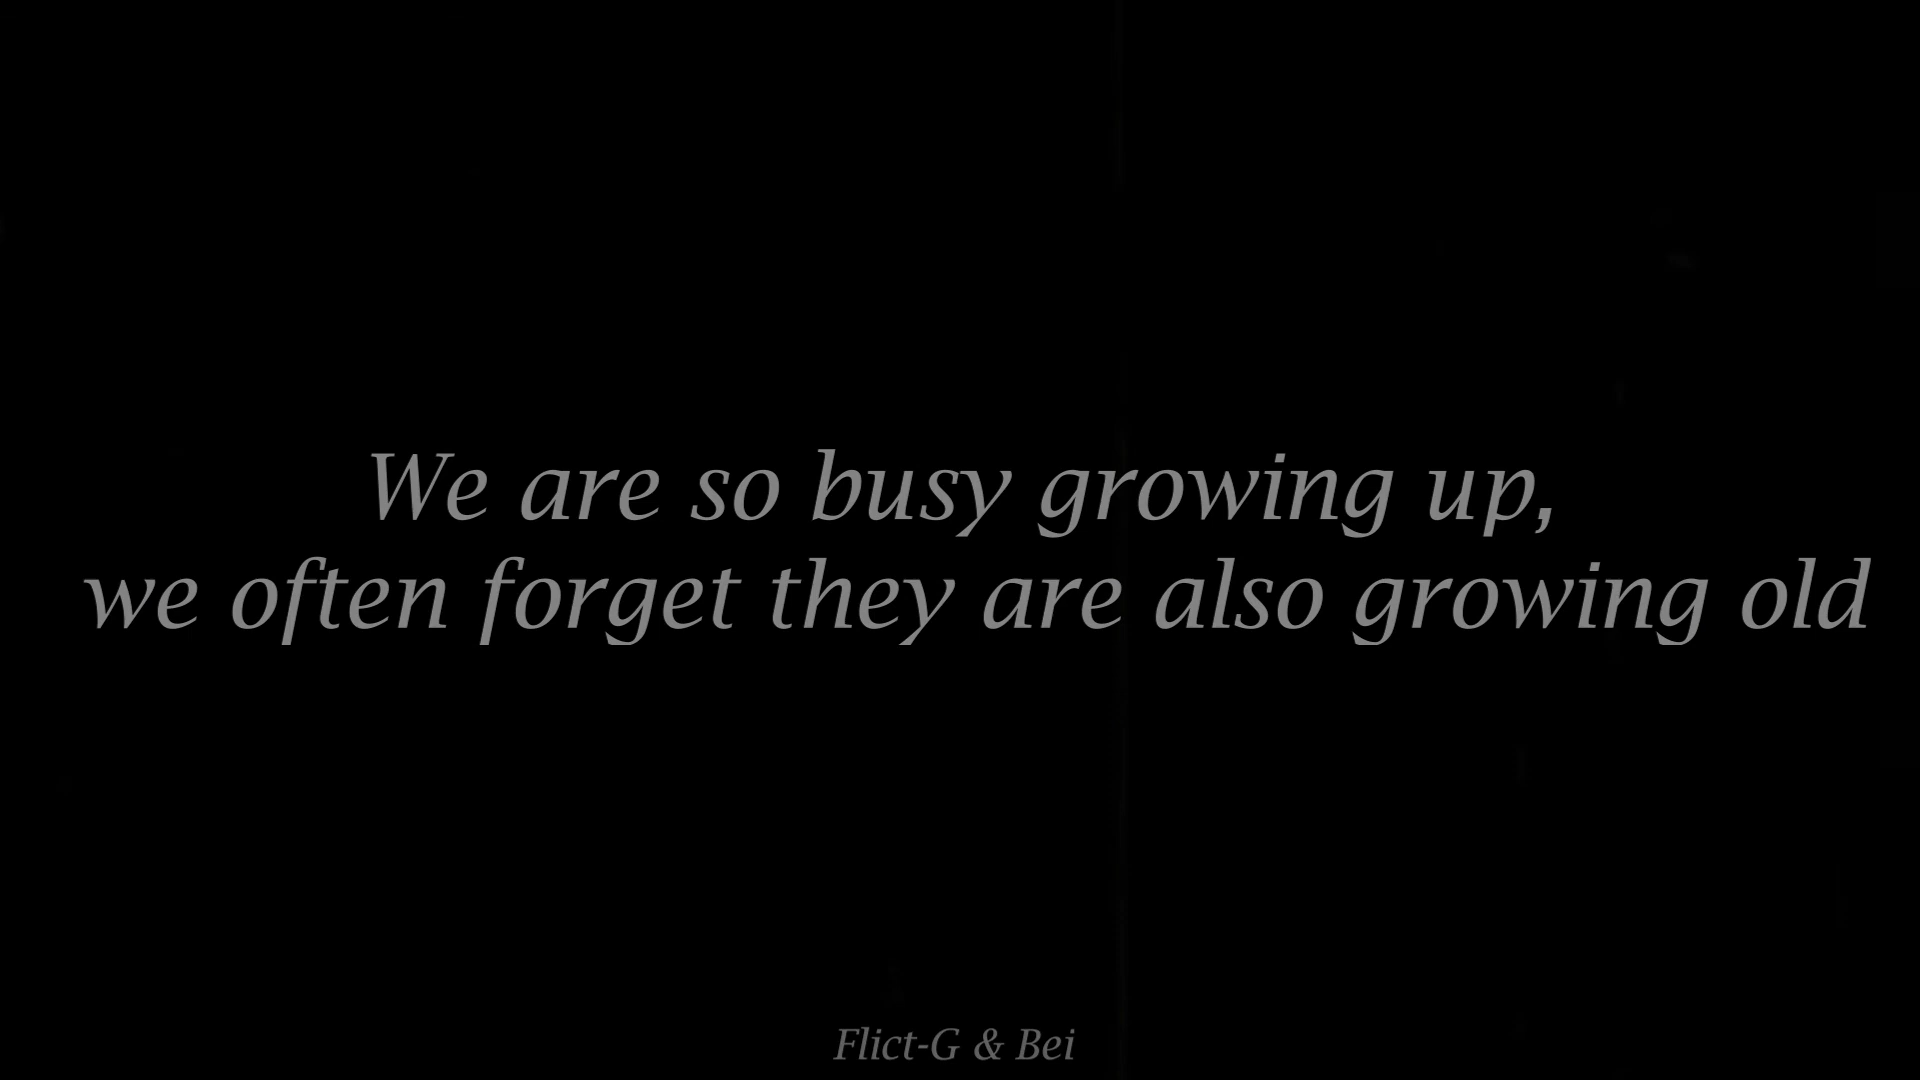 We are so busy growing up,
we often forget they are also growing old
Flict-G & Bei